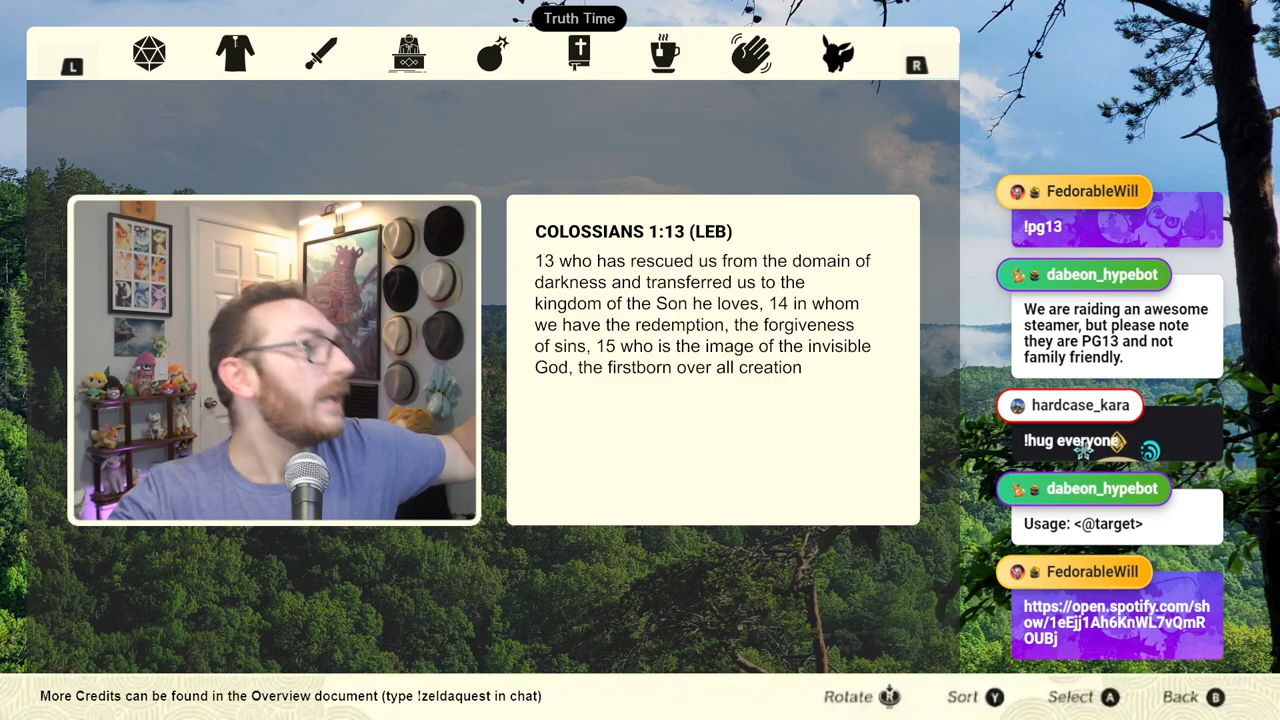 Truth Time
L
R
COLOSSIANS 1:13 (LEB)
13 who has rescued us from the domain of
darkness and transferred us to the
kingdom of the Son he loves, 14 in whom
we have the redemption, the forgiveness
of sins, 15 who is the image of the invisible
God, the firstborn over all creation
FedorableWill
!pg13
dabeon_hypebot
We are raiding an awesome
steamer, but please note
they are PG13 and not
family friendly.
hardcase_kara
!hug everyone
dabeon_hypebot
Usage: <@target>
FedorableWill
https://open.spotify.com/sh
ow/1eEjj1Ah6KnWL7vQmR
OUBj
More Credits can be found in the Overview document (type !zeldaquest in chat)
Rotate R Sort Y Select A Back B